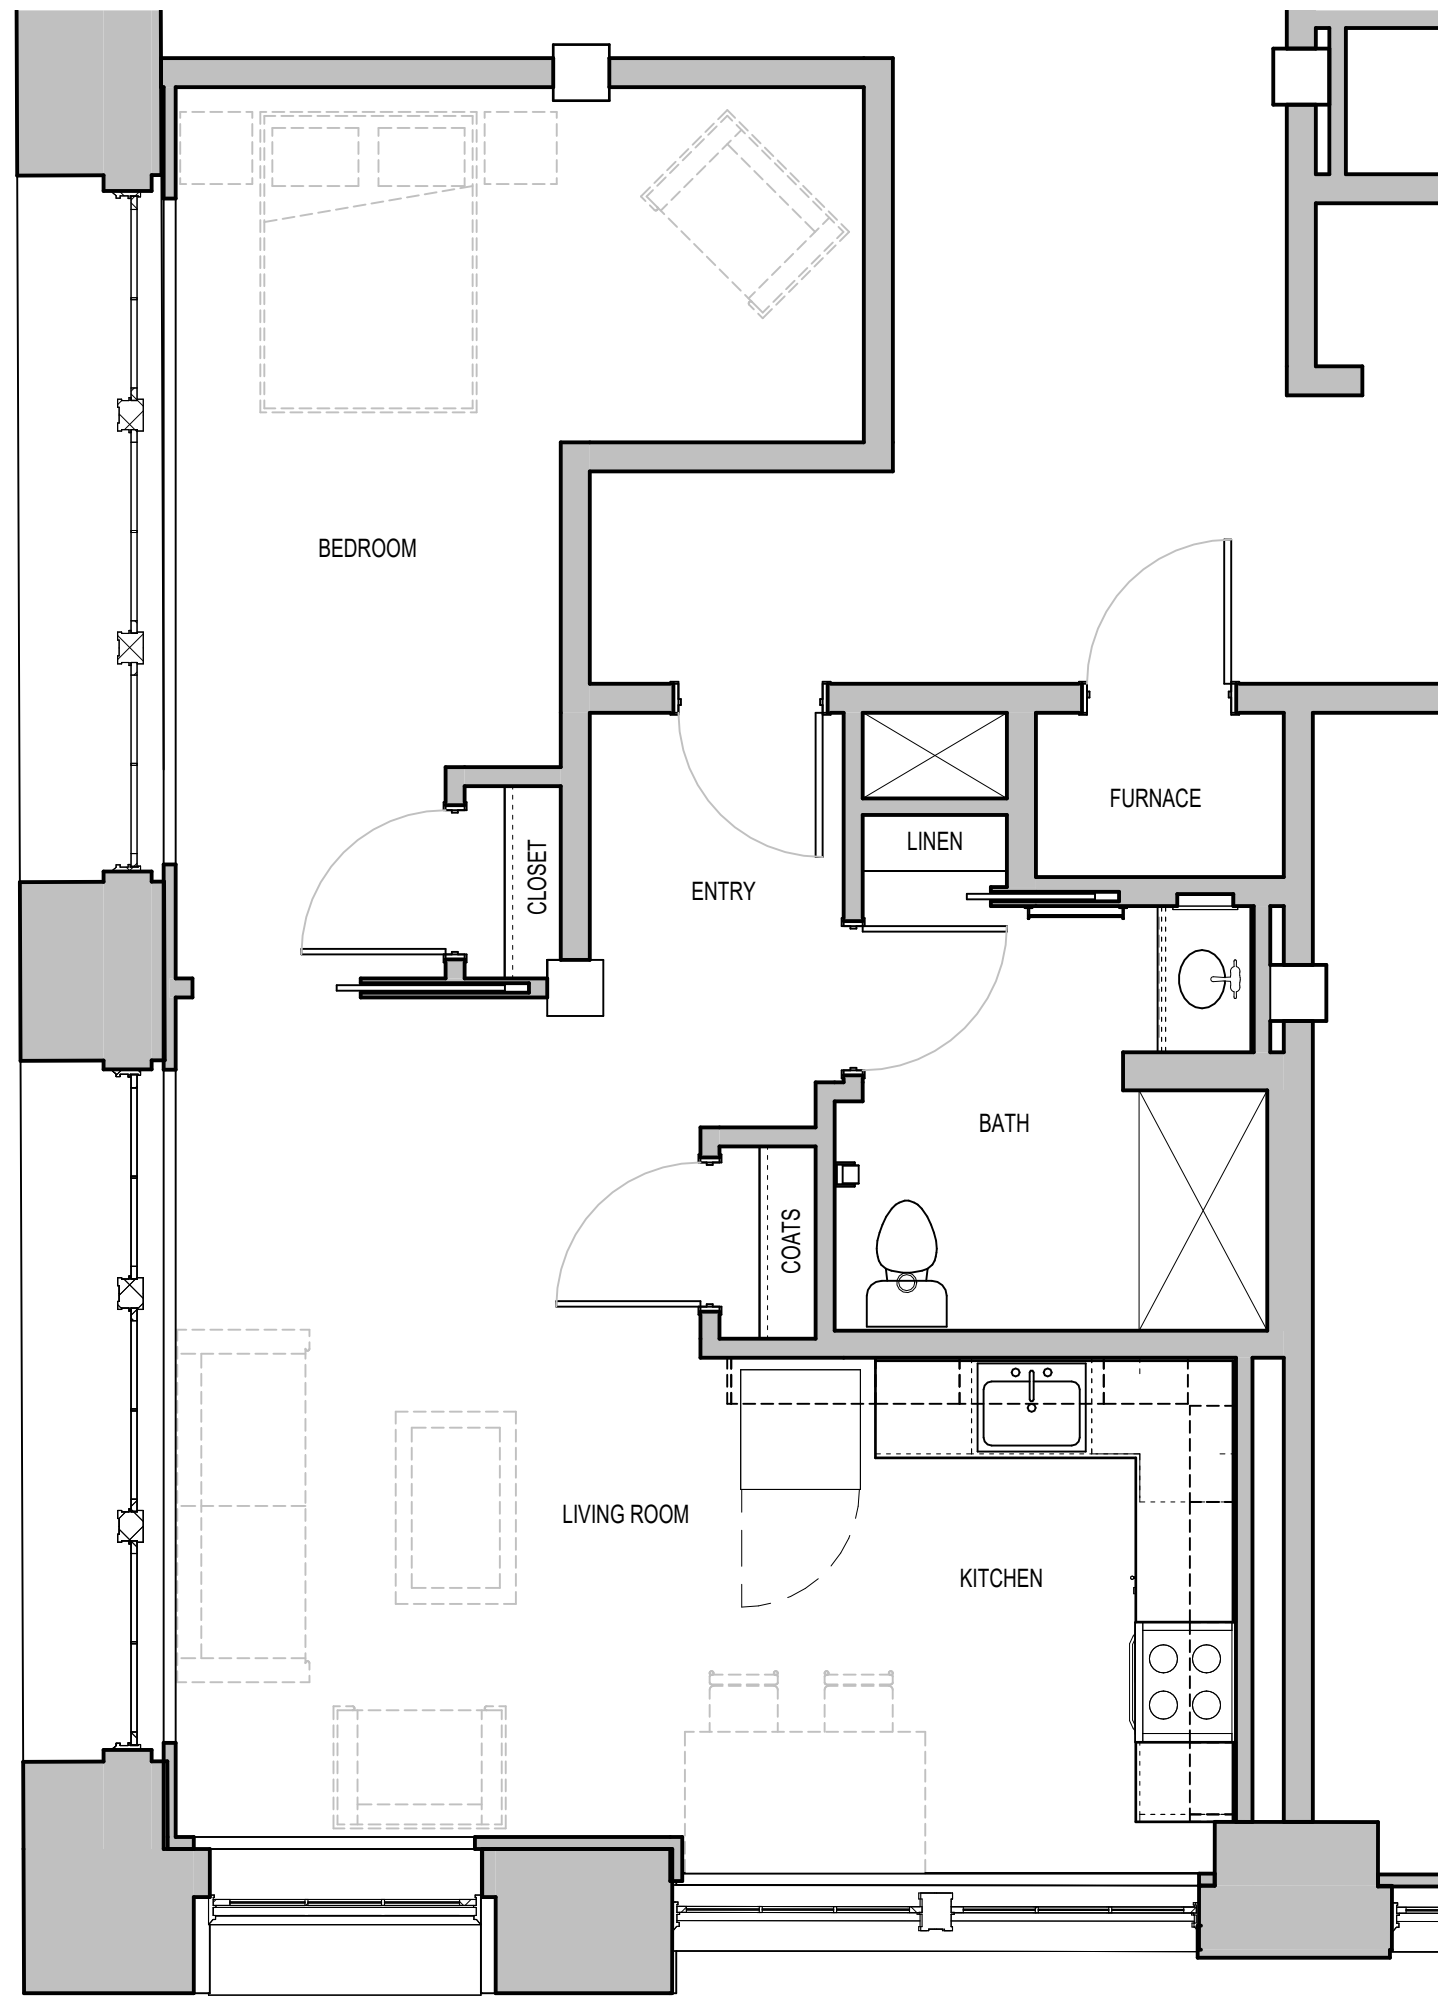 BEDROOM
FURNACE
LINEN
CLOSET
ENTRY
BATH
COATS
LIVING ROOM
KITCHEN